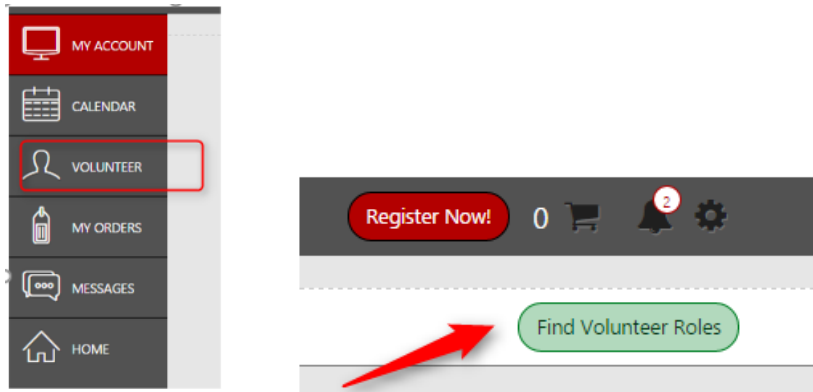 MY ACCOUNT
CALENDAR
VOLUNTEER
MY ORDERS
MESSAGES
HOME
Register Now! 0 2
Find Volunteer Roles